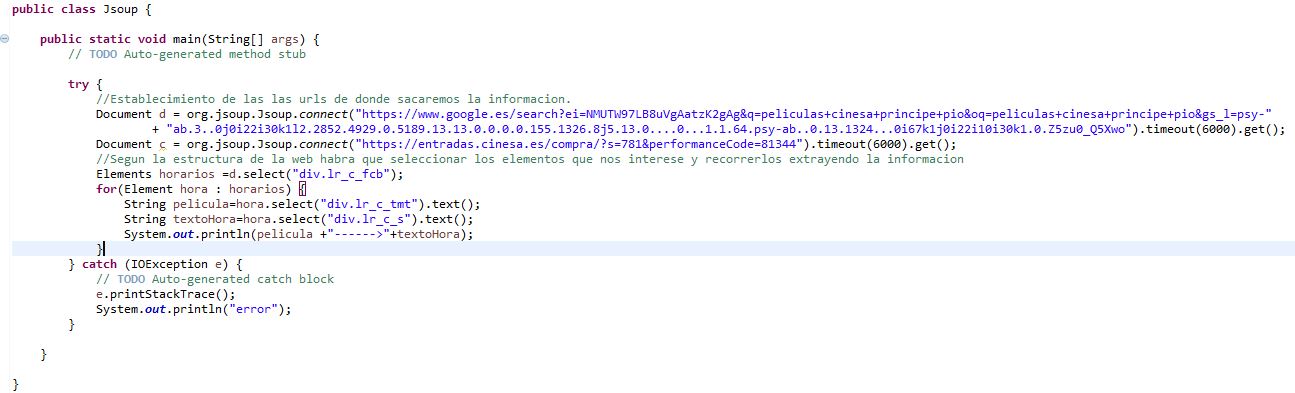 public class Jsoup {
public static void main(String[] args) {
// TODO Auto-generated method stub
try {
//Establecimiento de las las urls de donde sacaremos la informacion.
Document d = org.jsoup.Jsoup.connect("https://www.google.es/search?ei=NMUTW97LB8uVgAatzK2gAg&q=peliculas+cinesa+principe+pio&oq=peliculas+cinesa+principe+pio&gs_l=psy-"
+ "ab.3..0j0i22i30k1l2.2852.4929.0.5189.13.13.0.0.0.0.155.1326.8j5.13.0....0...1.1.64.psy-ab..0.13.1324...0i67k1j0i22i10i30k1.0.Z5zu0_Q5Xwo").timeout(6000).get();
Document c = org.jsoup.Jsoup.connect("https://entradas.cinesa.es/compra/?s=781&performanceCode=81344").timeout(6000).get();
//Segun la estructura de la web habra que seleccionar los elementos que nos interese y recorrerlos extrayendo la informacion
Elements horarios =d.select("div.lr_c_fcb");
for(Element hora : horarios) {
String pelicula=hora.select("div.lr_c_tmt").text();
String textoHora=hora.select("div.lr_c_s").text();
System.out.println(pelicula +"------>"+textoHora);
}
} catch (IOException e) {
// TODO Auto-generated catch block
e.printStackTrace();
System.out.println("error");
}
}
}